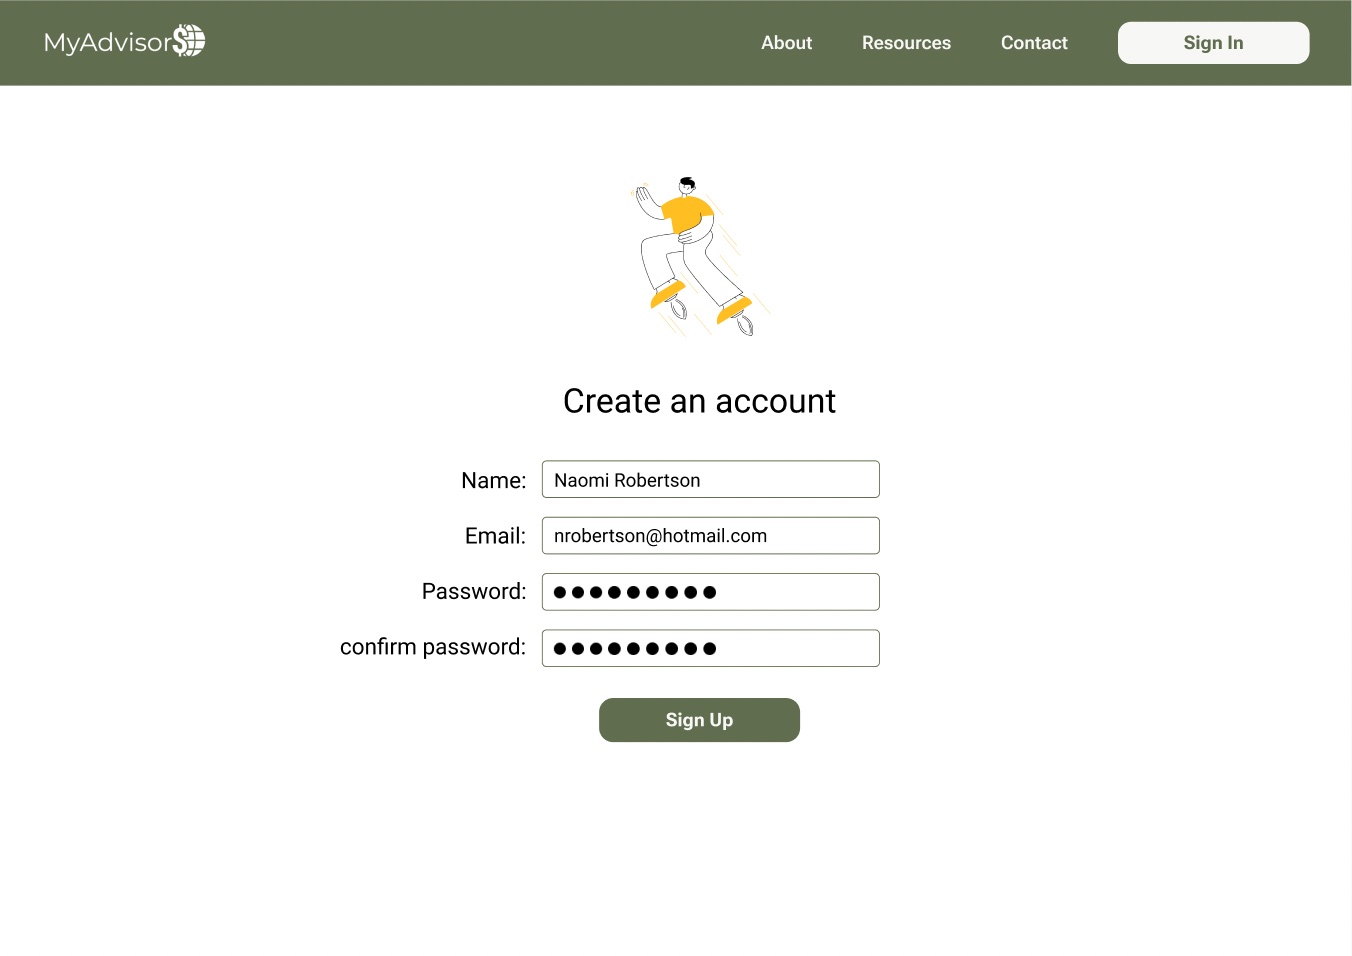 MyAdvisor$
About
Resources
Contact
Sign In
Create an account
Name:
Naomi Robertson
Email:
nrobertson@hotmail.com
Password:
●●●●●●●●●
confirm password:
●●●●●●●●●
Sign Up